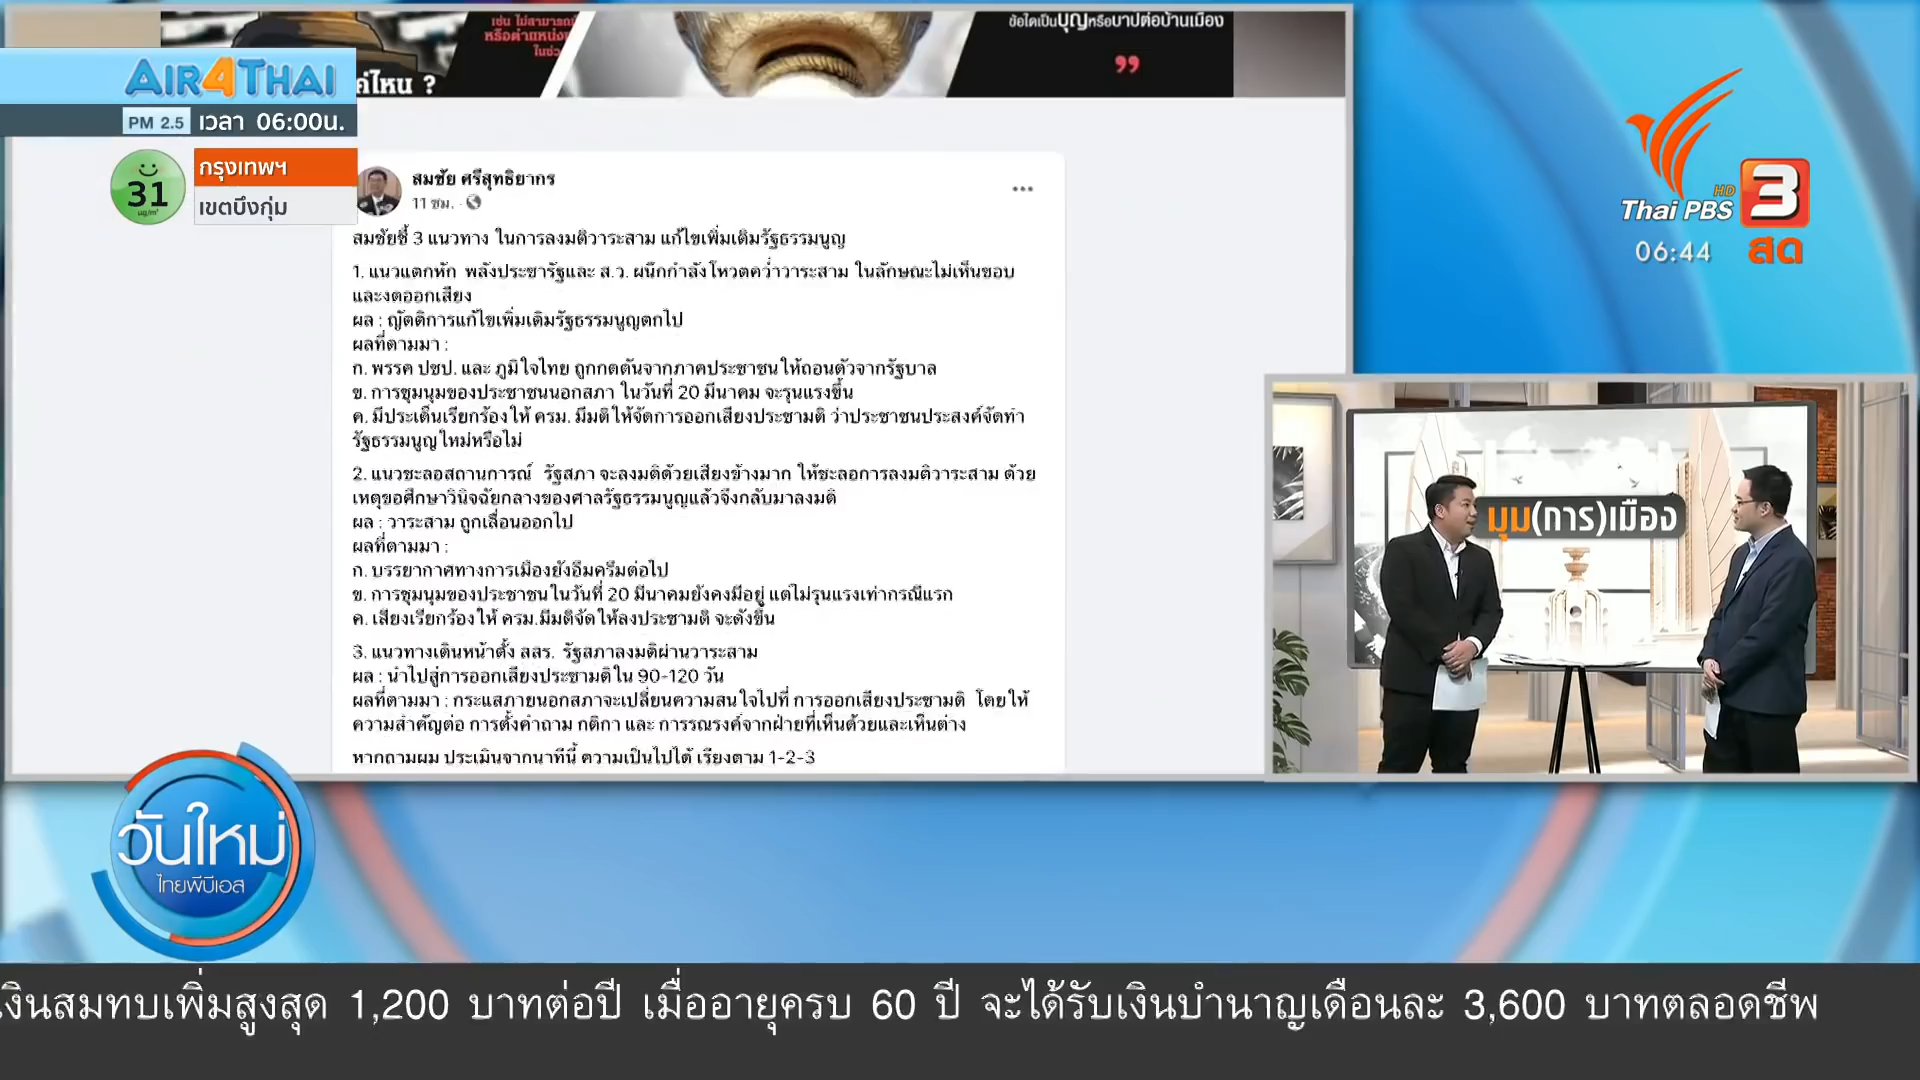 เช่น ไม่สามารถ
หรือตำแหน่ง
ในช่ว
ค่ไหน ?
ข้อใดเป็นบุญหรือบาปต่อบ้านเมือง
AIR4THAI
PM 2.5 เวลา 06:00น.
31
กรุงเทพฯ
เขตบึงกุ่ม
สมชัย ศรีสุทธิยากร
11 ชม.
สมชัยชี้ 3 แนวทาง ในการลงมติวาระสาม แก้ไขเพิ่มเติมรัฐธรรมนูญ
1. แนวแตกหัก พลังประชารัฐและ ส.ว. ผนึกกำลังโหวตคว่ำวาระสาม ในลักษณะไม่เห็นชอบ
และงดออกเสียง
ผล : ญัตติการแก้ไขเพิ่มเติมรัฐธรรมนูญตกไป
ผลที่ตามมา :
ก. พรรค ปชป. และ ภูมิใจไทย ถูกกดดันจากภาคประชาชนให้ถอนตัวจากรัฐบาล
ข. การชุมนุมของประชาชนนอกสภา ในวันที่ 20 มีนาคม จะรุนแรงขึ้น
ค. มีประเด็นเรียกร้องให้ ครม. มีมติให้จัดการออกเสียงประชามติ ว่าประชาชนประสงค์จัดทำ
รัฐธรรมนูญใหม่หรือไม่
2. แนวชะลอสถานการณ์ รัฐสภา จะลงมติด้วยเสียงข้างมาก ให้ชะลอการลงมติวาระสาม ด้วย
เหตุขอศึกษาวินิจฉัยกลางของศาลรัฐธรรมนูญแล้วจึงกลับมาลงมติ
ผล : วาระสาม ถูกเลื่อนออกไป
ผลที่ตามมา :
ก. บรรยากาศทางการเมืองยังอึมครึมต่อไป
ข. การชุมนุมของประชาชนในวันที่ 20 มีนาคมยังคงมีอยู่ แต่ไม่รุนแรงเท่ากรณีแรก
ค. เสียงเรียกร้องให้ ครม.มีมติจัดให้ลงประชามติ จะดังขึ้น
3. แนวทางเดินหน้าตั้ง สสร. รัฐสภาลงมติผ่านวาระสาม
ผล : นำไปสู่การออกเสียงประชามติใน 90-120 วัน
ผลที่ตามมา : กระแสภายนอกสภาจะเปลี่ยนความสนใจไปที่ การออกเสียงประชามติ โดยให้
ความสำคัญต่อ การตั้งคำถาม กติกา และ การรณรงค์จากฝ่ายที่เห็นด้วยและเห็นต่าง
หากถามผม ประเมินจากนาทีนี้ ความเป็นไปได้ เรียงตาม 1-2-3
Thai PBS HD 3
06:44 สด
มุม(การ)เมือง
วันใหม่
ไทยพีบีเอส
เงินสมทบเพิ่มสูงสุด 1,200 บาทต่อปี เมื่ออายุครบ 60 ปี จะได้รับเงินบำนาญเดือนละ 3,600 บาทตลอดชีพ